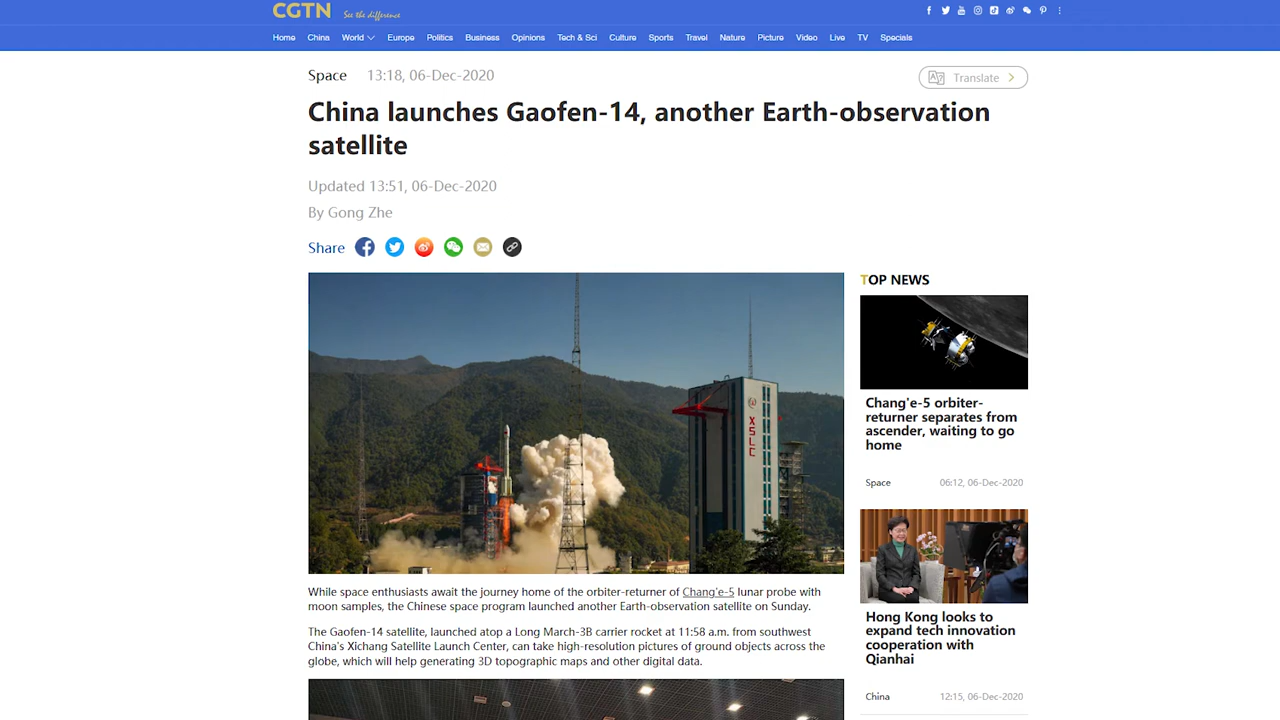 CGTN
See the difference
Home China World Europe Politics Business Opinions Tech & Sci Culture Sports Travel Nature Picture Video Live TV Specials
Space 13:18, 06-Dec-2020
Translate
China launches Gaofen-14, another Earth-observation
satellite
Updated 13:51, 06-Dec-2020
By Gong Zhe
Share
XSLC
While space enthusiasts await the journey home of the orbiter-returner of Chang'e-5 lunar probe with
moon samples, the Chinese space program launched another Earth-observation satellite on Sunday.
The Gaofen-14 satellite, launched atop a Long March-3B carrier rocket at 11:58 a.m. from southwest
China's Xichang Satellite Launch Center, can take high-resolution pictures of ground objects across the
globe, which will help generating 3D topographic maps and other digital data.
TOP NEWS
Chang'e-5 orbiter-
returner separates from
ascender, waiting to go
home
Space 06:12, 06-Dec-2020
Hong Kong looks to
expand tech innovation
cooperation with
Qianhai
China 12:15, 06-Dec-2020